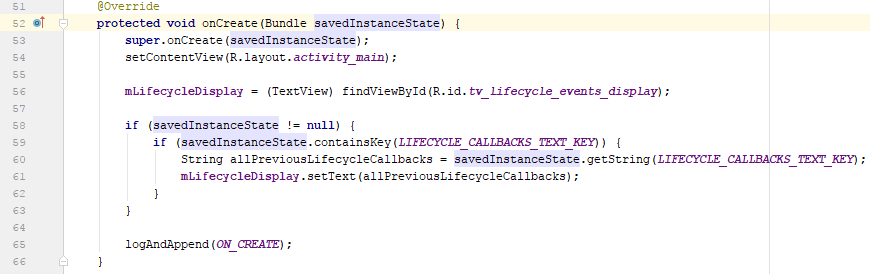 51 @Override
52 protected void onCreate(Bundle savedInstanceState) {
53 super.onCreate(savedInstanceState);
54 setContentView(R.layout.activity_main);
55
56 mLifecycleDisplay = (TextView) findViewById(R.id.tv_lifecycle_events_display);
57
58 if (savedInstanceState != null) {
59 if (savedInstanceState.containsKey(LIFECYCLE_CALLBACKS_TEXT_KEY)) {
60 String allPreviousLifecycleCallbacks = savedInstanceState.getString(LIFECYCLE_CALLBACKS_TEXT_KEY);
61 mLifecycleDisplay.setText(allPreviousLifecycleCallbacks);
62 }
63 }
64
65 logAndAppend(ON_CREATE);
66 }